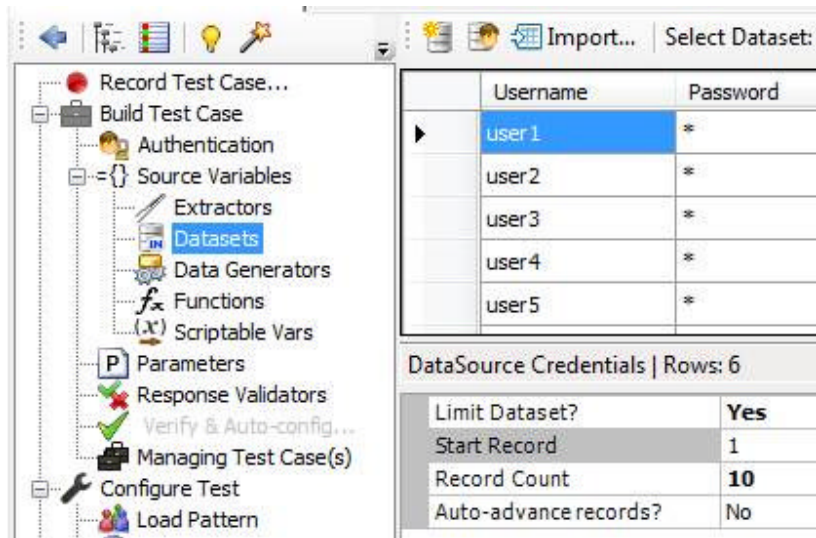 Import... Select Dataset:
Record Test Case...
Build Test Case
Authentication
={} Source Variables
Extractors
IN Datasets
Data Generators
fx Functions
(x) Scriptable Vars
P Parameters
Response Validators
Verify & Auto-config...
Managing Test Case(s)
Configure Test
Load Pattern
Username Password
user1 *
user2 *
user3 *
user4 *
user5 *
DataSource Credentials | Rows: 6
Limit Dataset? Yes
Start Record 1
Record Count 10
Auto-advance records? No